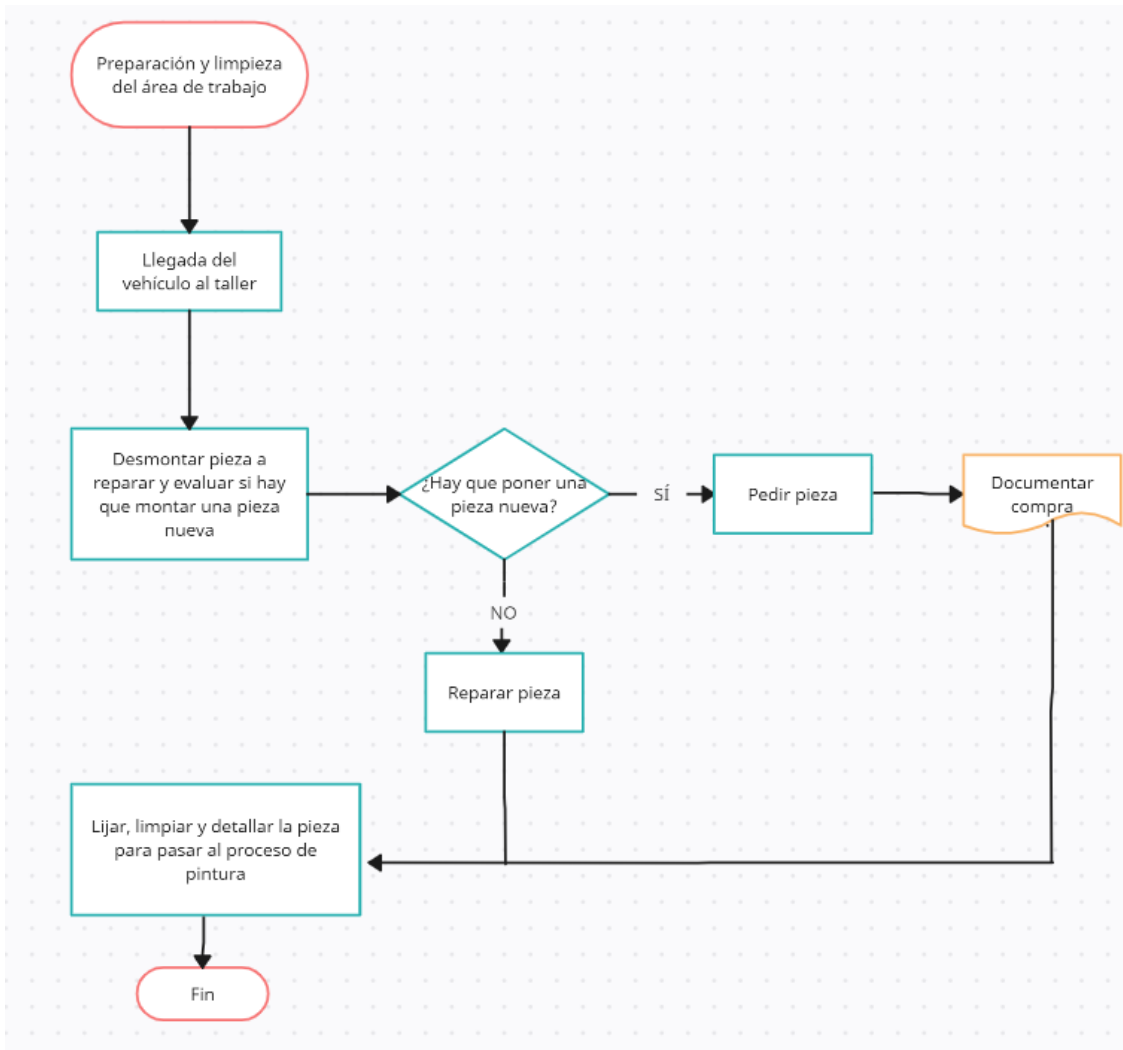 Preparación y limpieza
del área de trabajo
Llegada del
vehículo al taller
Desmontar pieza a
reparar y evaluar si hay
que montar una pieza
nueva
¿Hay que poner una
pieza nueva?
SÍ
Pedir pieza
Documentar
compra
NO
Reparar pieza
Lijar, limpiar y detallar la pieza
para pasar al proceso de
pintura
Fin